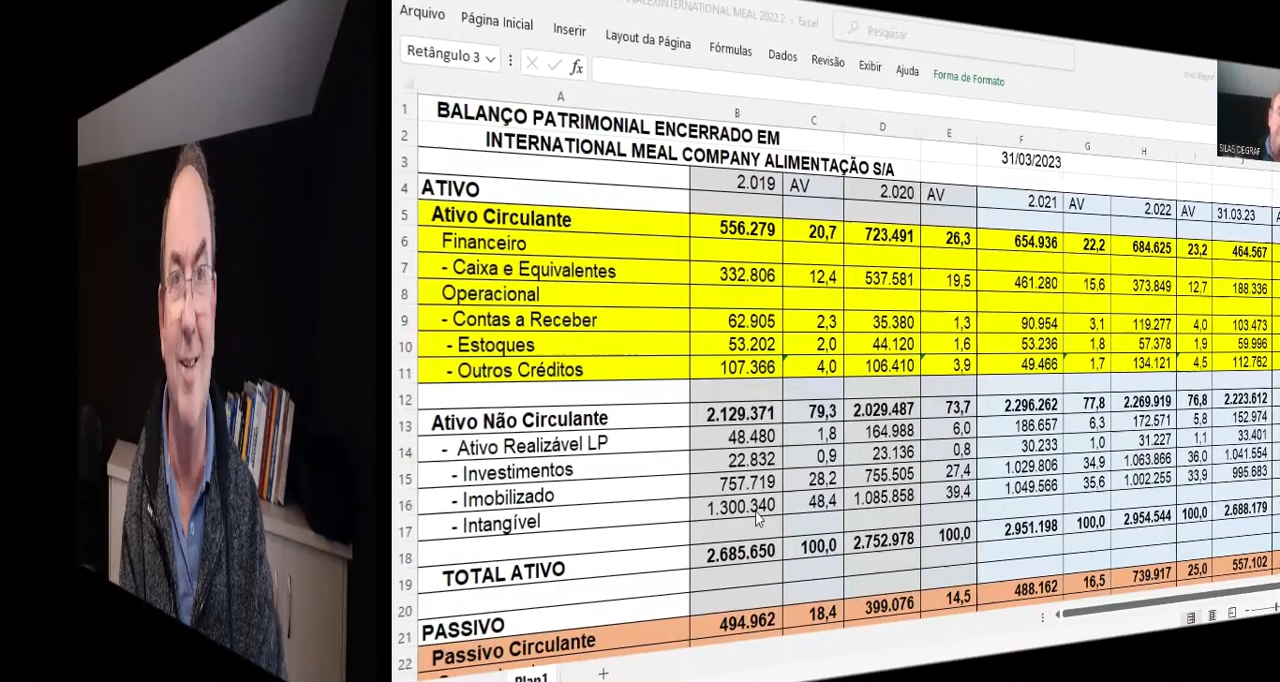 INTERNATIONAL MEAL 2022 2 - Excel
Pesquisar
Arquivo Página Inicial Inserir Layout da Página Fórmulas Dados Revisão Exibir Ajuda Forma de Formato
Retângulo 3 fx
A B C D E F G H
SILAS DEGRAF
1 BALANÇO PATRIMONIAL ENCERRADO EM
2 INTERNATIONAL MEAL COMPANY ALIMENTAÇÃO S/A 31/03/2023
3 2.019 AV 2.020 AV 2.021 AV 2.022 AV 31.03.23
4 ATIVO
5 Ativo Circulante 556.279 20,7 723.491 26,3 654.936 22,2 684.625 23,2 464.567
6 Financeiro
7 - Caixa e Equivalentes 332.806 12,4 537.581 19,5 461.280 15,6 373.849 12,7 188.336
8 Operacional
9 - Contas a Receber 62.905 2,3 35.380 1,3 90.954 3,1 119.277 4,0 103.473
10 - Estoques 53.202 2,0 44.120 1,6 53.236 1,8 57.378 1,9 59.996
11 - Outros Créditos 107.366 4,0 106.410 3,9 49.466 1,7 134.121 4,5 112.762
12
13 Ativo Não Circulante 2.129.371 79,3 2.029.487 73,7 2.296.262 77,8 2.269.919 76,8 2.223.612
14 - Ativo Realizável LP 48.480 1,8 164.988 6,0 186.657 6,3 172.571 5,8 152.974
15 - Investimentos 22.832 0,9 23.136 0,8 30.233 1,0 31.227 1,1 33.401
16 - Imobilizado 757.719 28,2 755.505 27,4 1.029.806 34,9 1.063.866 36,0 1.041.554
17 - Intangível 1.300.340 48,4 1.085.858 39,4 1.049.566 35,6 1.002.255 33,9 995.683
18
19 TOTAL ATIVO 2.685.650 100,0 2.752.978 100,0 2.951.198 100,0 2.954.544 100,0 2.688.179
20
21 PASSIVO
22 Passivo Circulante 494.962 18,4 399.076 14,5 488.162 16,5 739.917 25,0 557.102
Plan1